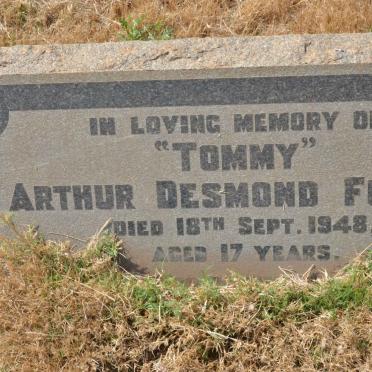 IN LOVING MEMORY OF
"TOMMY"
ARTHUR DESMOND
DIED 18TH SEPT. 1948,
AGED 17 YEARS.